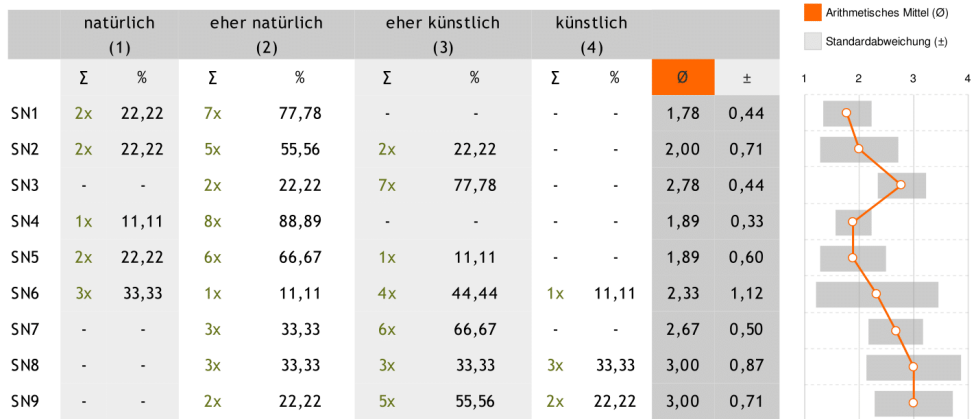 natürlich eher natürlich eher künstlich künstlich
(1) (2) (3) (4)
Σ % Σ % Σ % Σ % Ø ±
SN1 2x 22,22 7x 77,78 - - - - 1,78 0,44
SN2 2x 22,22 5x 55,56 2x 22,22 - - 2,00 0,71
SN3 - - 2x 22,22 7x 77,78 - - 2,78 0,44
SN4 1x 11,11 8x 88,89 - - - - 1,89 0,33
SN5 2x 22,22 6x 66,67 1x 11,11 - - 1,89 0,60
SN6 3x 33,33 1x 11,11 4x 44,44 1x 11,11 2,33 1,12
SN7 - - 3x 33,33 6x 66,67 - - 2,67 0,50
SN8 - - 3x 33,33 3x 33,33 3x 33,33 3,00 0,87
SN9 - - 2x 22,22 5x 55,56 2x 22,22 3,00 0,71
Arithmetisches Mittel (Ø)
Standardabweichung (±)
1 2 3 4